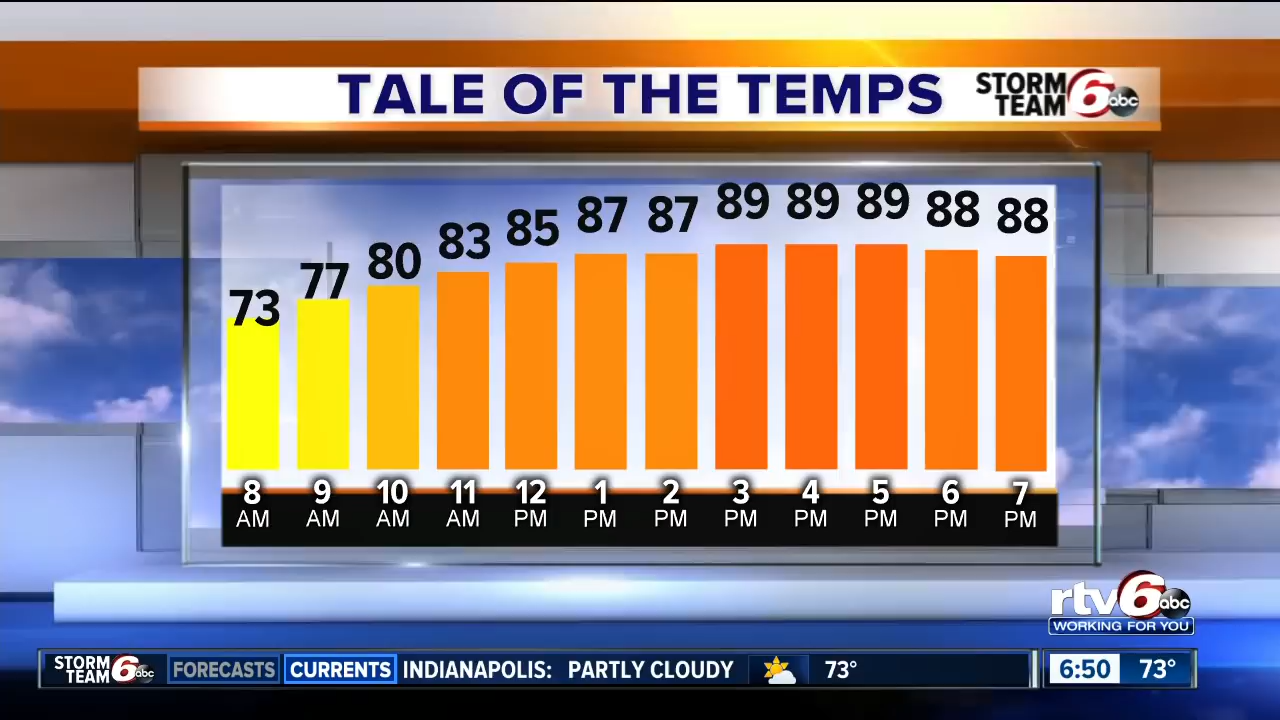 TALE OF THE TEMPS
STORM TEAM 6 abc
73 77 80 83 85 87 87 89 89 89 88 88
8 9 10 11 12 1 2 3 4 5 6 7
AM AM AM AM PM PM PM PM PM PM PM PM
rtv6 abc
WORKING FOR YOU
STORM TEAM 6 abc FORECASTS CURRENTS INDIANAPOLIS: PARTLY CLOUDY 73° 6:50 73°